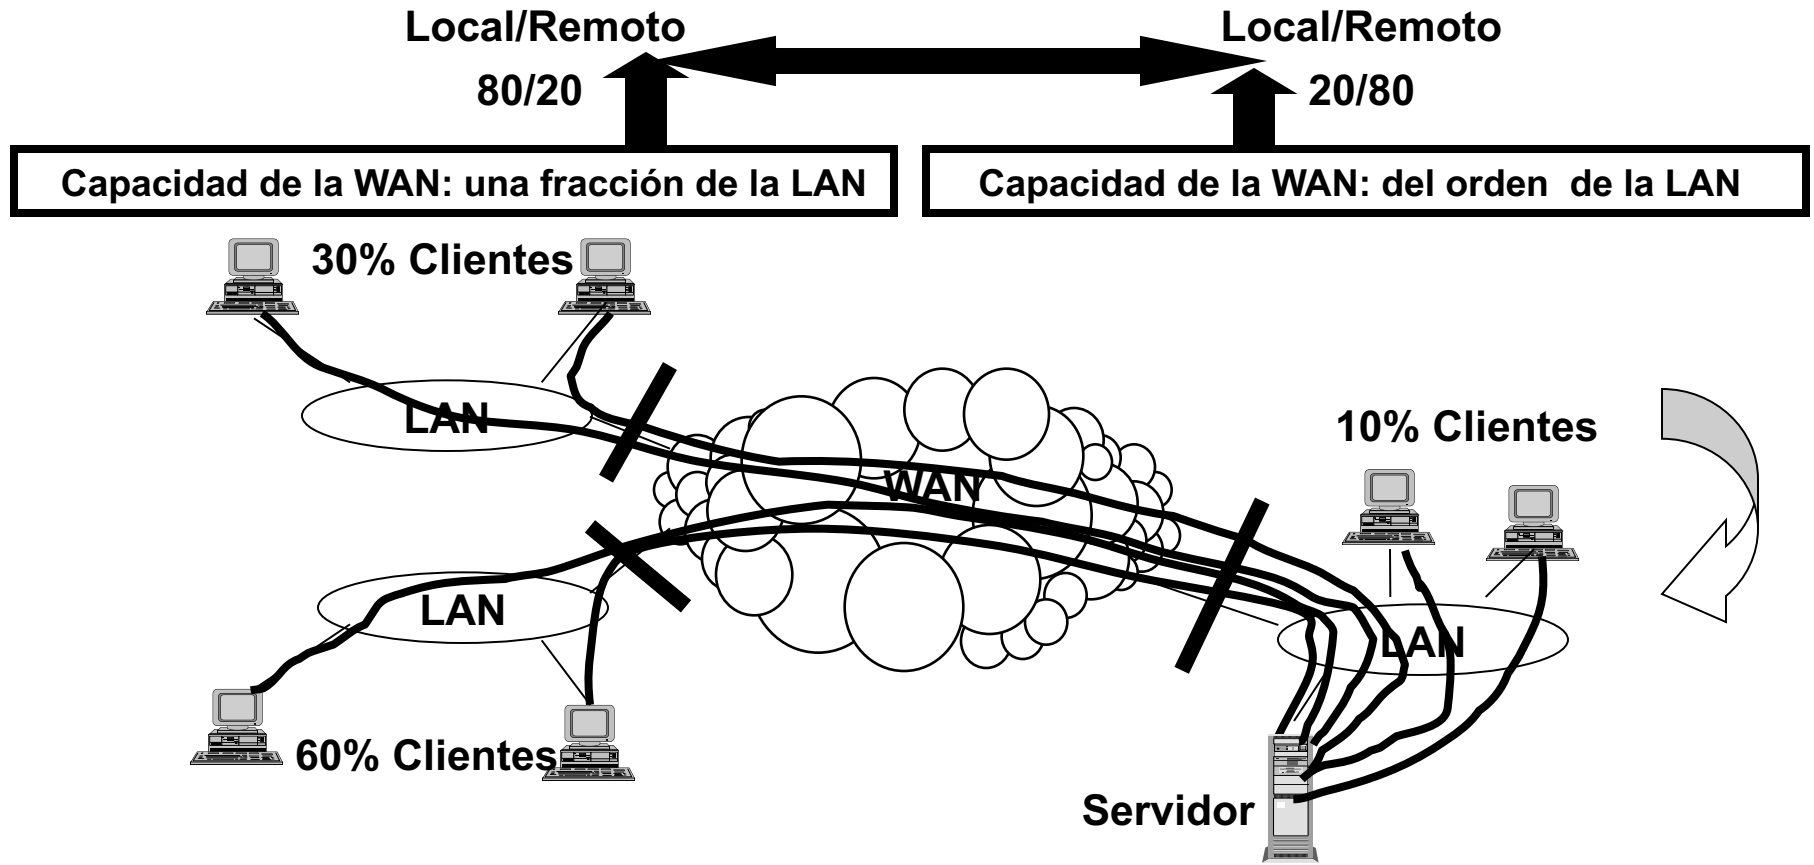 Local/Remoto
Local/Remoto
80/20
20/80
Capacidad de la WAN: una fracción de la LAN
Capacidad de la WAN: del orden de la LAN
30% Clientes
LAN
WAN
10% Clientes
LAN
LAN
60% Clientes
Servidor